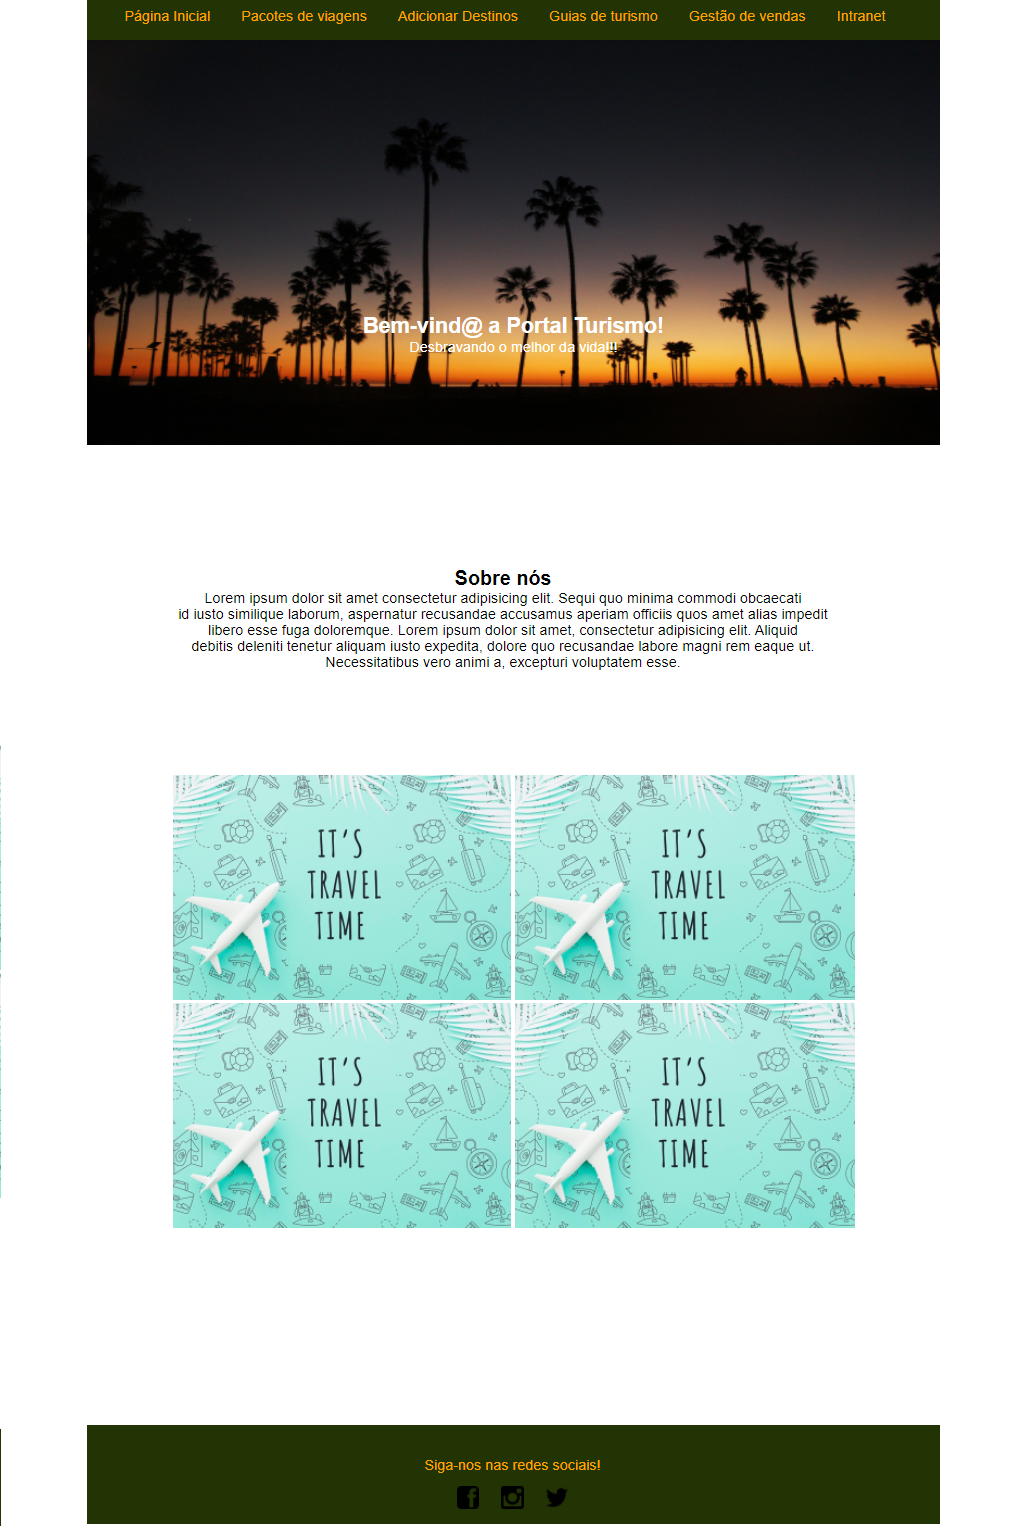 Página Inicial Pacotes de viagens Adicionar Destinos Guias de turismo Gestão de vendas Intranet
Bem-vind@ a Portal Turismo!
Desbravando o melhor da vida!!!
Sobre nós
Lorem ipsum dolor sit amet consectetur adipisicing elit. Sequi quo minima commodi obcaecati
id iusto similique laborum, aspernatur recusandae accusamus aperiam officiis quos amet alias impedit
libero esse fuga doloremque. Lorem ipsum dolor sit amet, consectetur adipisicing elit. Aliquid
debitis deleniti tenetur aliquam iusto expedita, dolore quo recusandae labore magni rem eaque ut.
Necessitatibus vero animi a, excepturi voluptatem esse.
IT'S
TRAVEL
TIME
IT'S
TRAVEL
TIME
IT'S
TRAVEL
TIME
IT'S
TRAVEL
TIME
Siga-nos nas redes sociais!